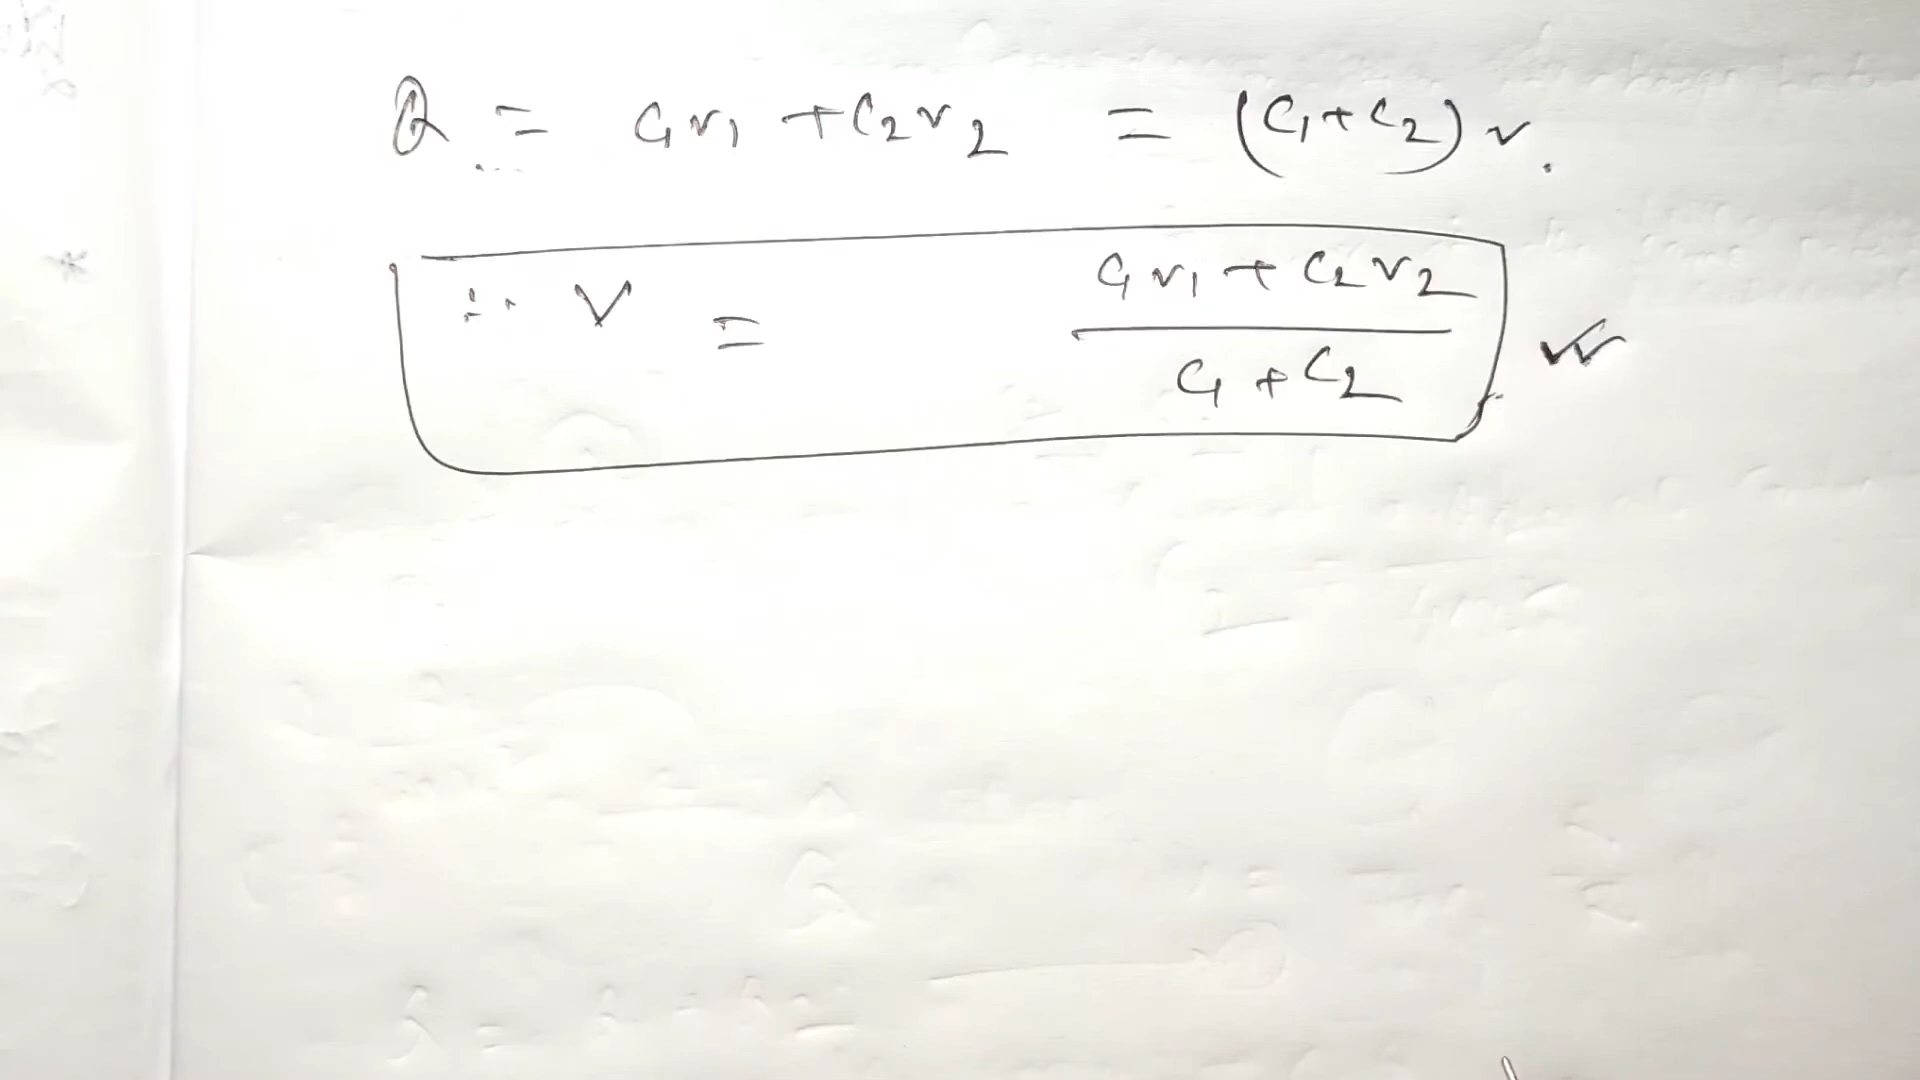 Q = C1v1 + C2v2 = (C1+C2)v.
∴ V = (C1v1 + C2v2) / (C1 + C2)